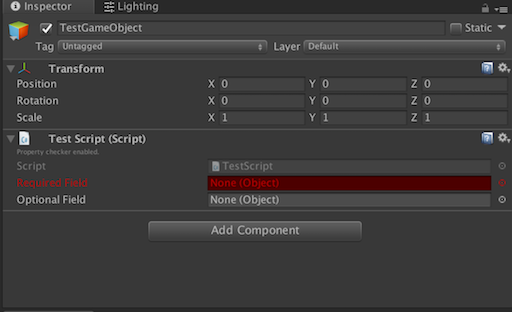 Inspector Lighting
TestGameObject Static
Tag Untagged Layer Default
Transform
Position X 0 Y 0 Z 0
Rotation X 0 Y 0 Z 0
Scale X 1 Y 1 Z 1
Test Script (Script)
Property checker enabled.
Script TestScript
Required Field None (Object)
Optional Field None (Object)
Add Component